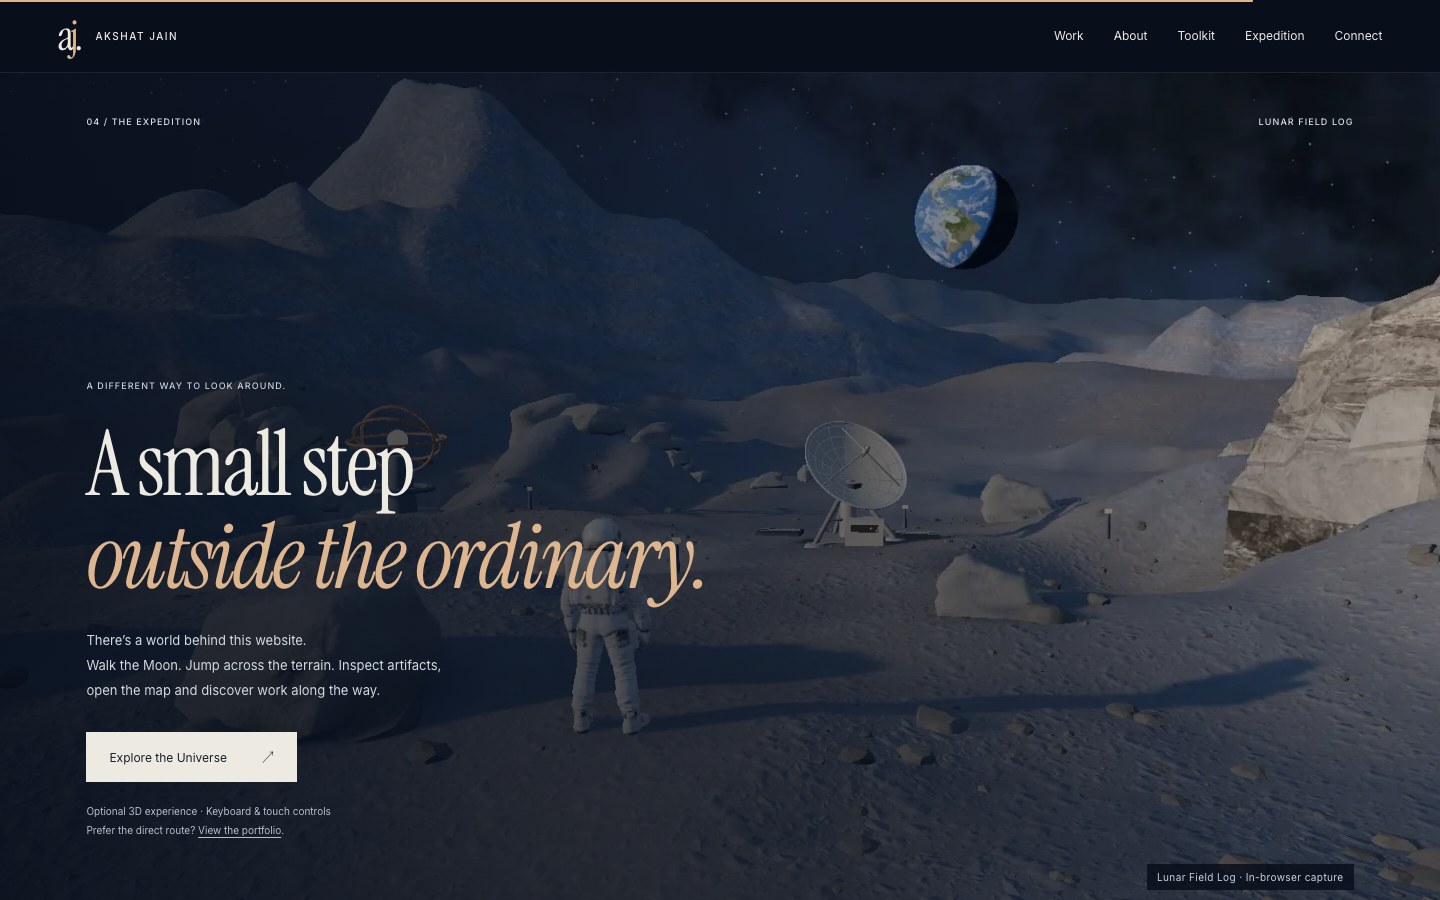 aj. AKSHAT JAIN
Work About Toolkit Expedition Connect
04 / THE EXPEDITION
LUNAR FIELD LOG
A DIFFERENT WAY TO LOOK AROUND.
A small step
outside the ordinary.
There’s a world behind this website.
Walk the Moon. Jump across the terrain. Inspect artifacts,
open the map and discover work along the way.
Explore the Universe ↗
Optional 3D experience · Keyboard & touch controls
Prefer the direct route? View the portfolio.
Lunar Field Log · In-browser capture